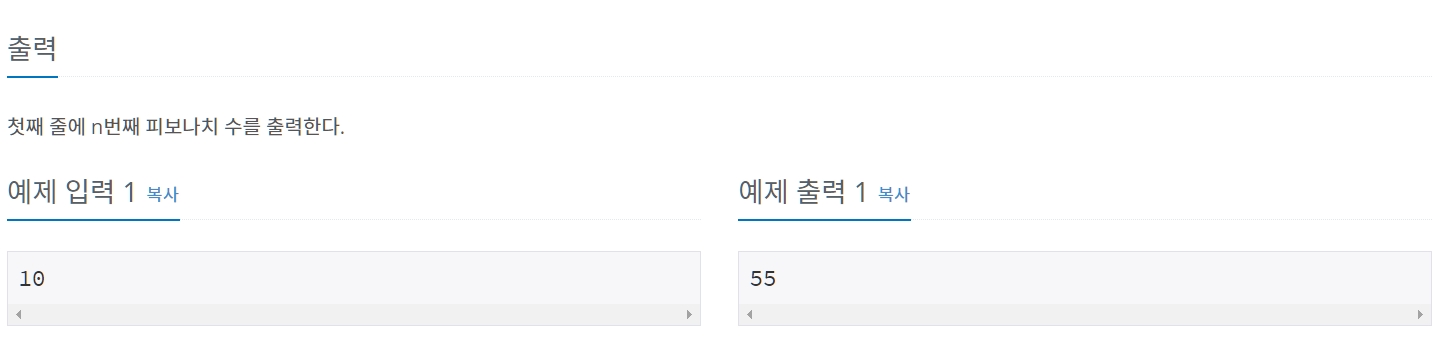 출력
첫째 줄에 n번째 피보나치 수를 출력한다.
예제 입력 1 복사
10
예제 출력 1 복사
55